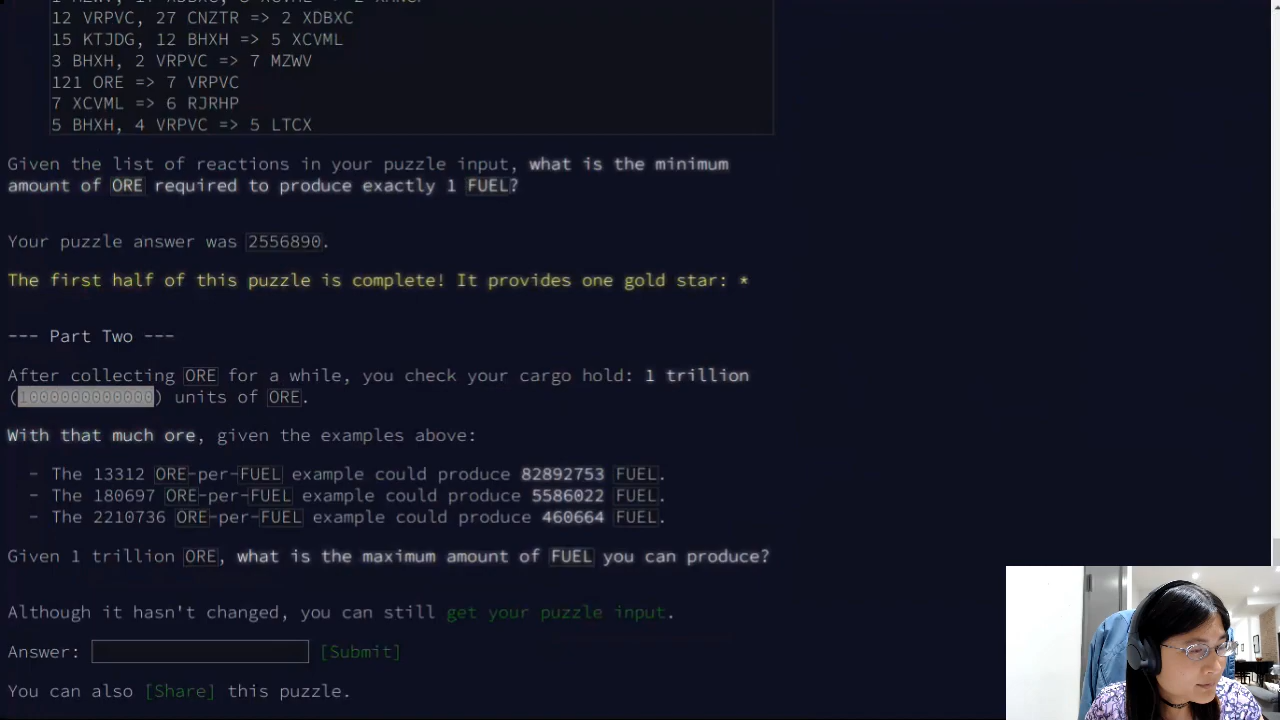 12 VRPVC, 27 CNZTR => 2 XDBXC
15 KTJDG, 12 BHXH => 5 XCVML
3 BHXH, 2 VRPVC => 7 MZWV
121 ORE => 7 VRPVC
7 XCVML => 6 RJRHP
5 BHXH, 4 VRPVC => 5 LTCX
Given the list of reactions in your puzzle input, what is the minimum
amount of ORE required to produce exactly 1 FUEL?
Your puzzle answer was 2556890.
The first half of this puzzle is complete! It provides one gold star: *
--- Part Two ---
After collecting ORE for a while, you check your cargo hold: 1 trillion
(1000000000000) units of ORE.
With that much ore, given the examples above:
- The 13312 ORE-per-FUEL example could produce 82892753 FUEL.
- The 180697 ORE-per-FUEL example could produce 5586022 FUEL.
- The 2210736 ORE-per-FUEL example could produce 460664 FUEL.
Given 1 trillion ORE, what is the maximum amount of FUEL you can produce?
Although it hasn't changed, you can still get your puzzle input.
Answer: [Submit]
You can also [Share] this puzzle.